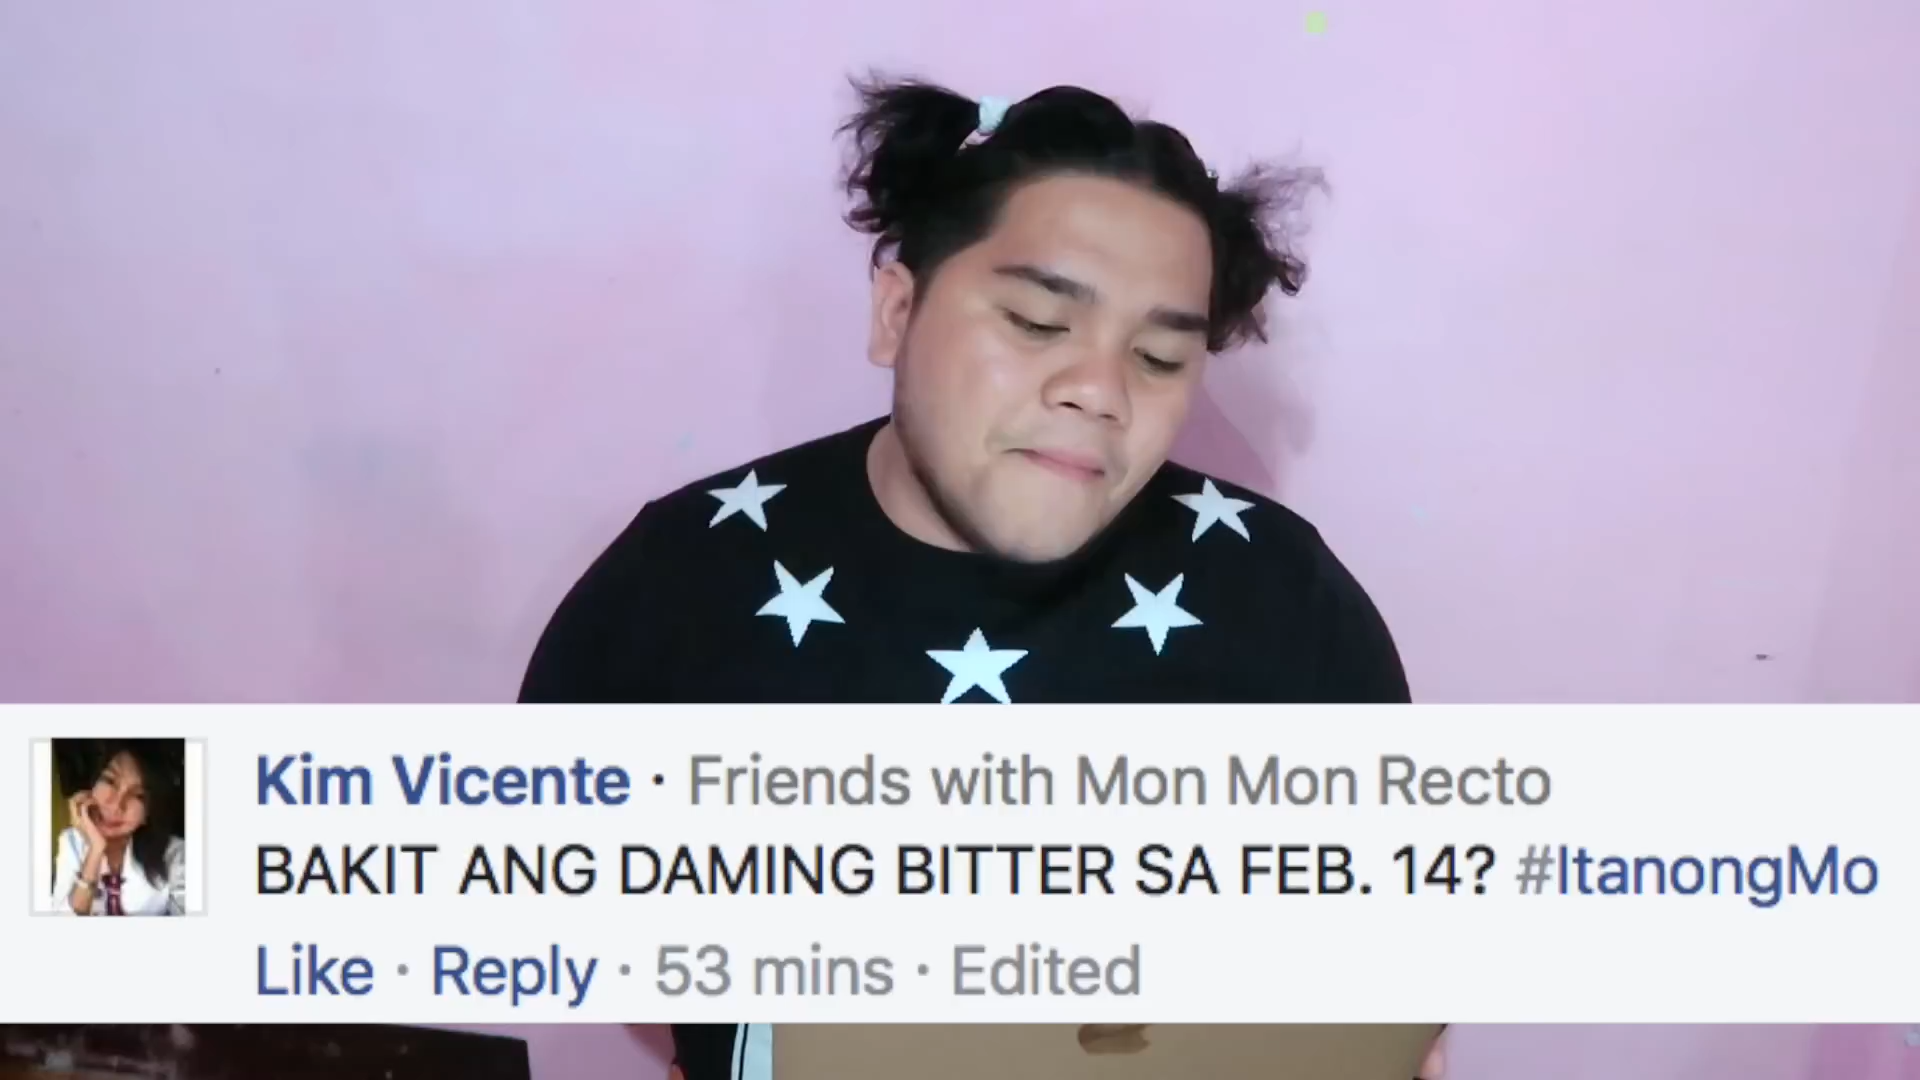 Kim Vicente · Friends with Mon Mon Recto
BAKIT ANG DAMING BITTER SA FEB. 14? #ItanongMo
Like · Reply · 53 mins · Edited